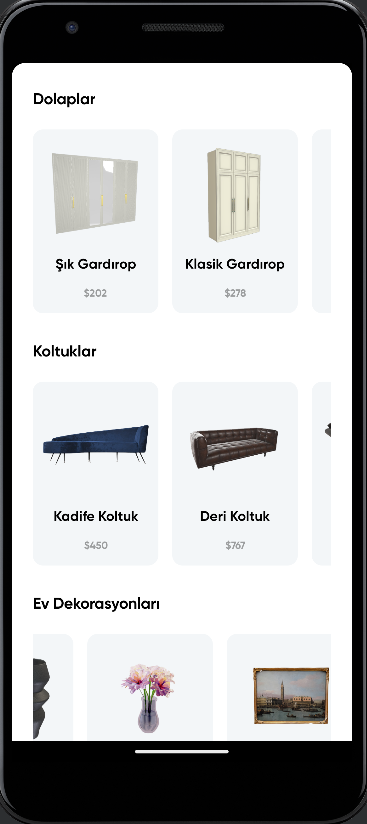 Dolaplar
Şık Gardırop
Klasik Gardırop
$202
$278
Koltuklar
Kadife Koltuk
Deri Koltuk
$450
$767
Ev Dekorasyonları